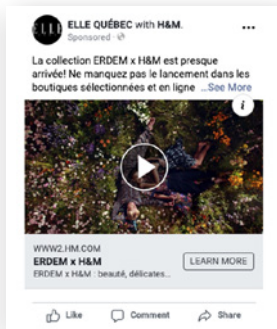 ELLE
ELLE QUÉBEC with H&M.
Sponsored ·
La collection ERDEM x H&M est presque
arrivée! Ne manquez pas le lancement dans les
boutiques sélectionnées et en ligne ...See More
i
WWW2.HM.COM
ERDEM x H&M
ERDEM x H&M : beauté, délicates...
LEARN MORE
Like Comment Share